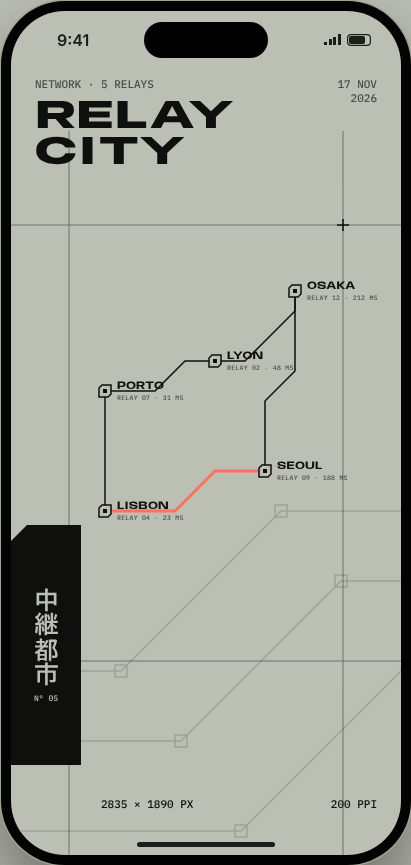 9:41
NETWORK · 5 RELAYS
17 NOV
2026
RELAY
CITY
OSAKA
RELAY 12 · 212 MS
LYON
RELAY 02 · 48 MS
PORTO
RELAY 07 · 31 MS
SEOUL
RELAY 09 · 188 MS
LISBON
RELAY 04 · 23 MS
中継都市
Nº 05
2835 × 1890 PX
200 PPI